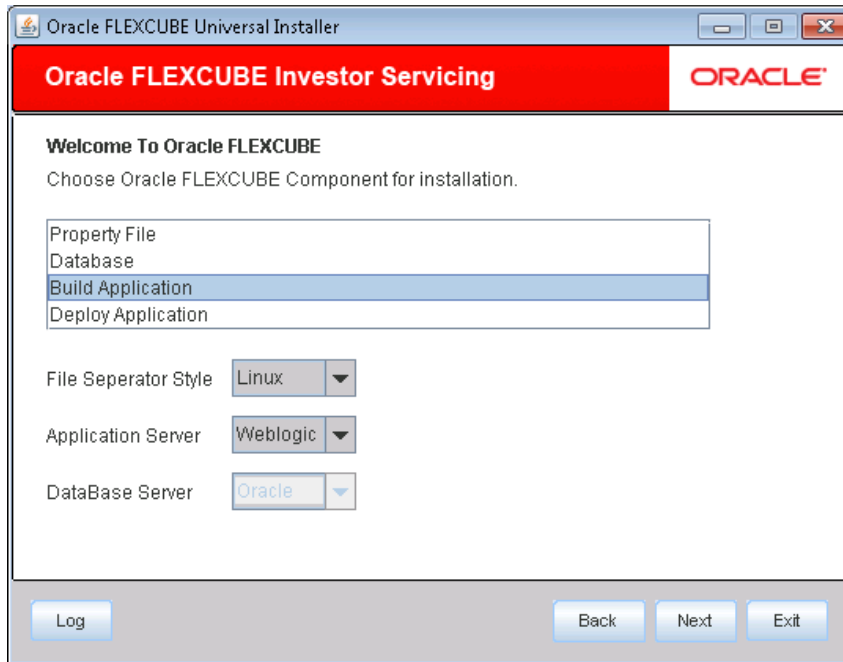 Oracle FLEXCUBE Universal Installer
Oracle FLEXCUBE Investor Servicing
ORACLE
Welcome To Oracle FLEXCUBE
Choose Oracle FLEXCUBE Component for installation.
Property File
Database
Build Application
Deploy Application
File Seperator Style Linux
Application Server Weblogic
DataBase Server Oracle
Log Back Next Exit